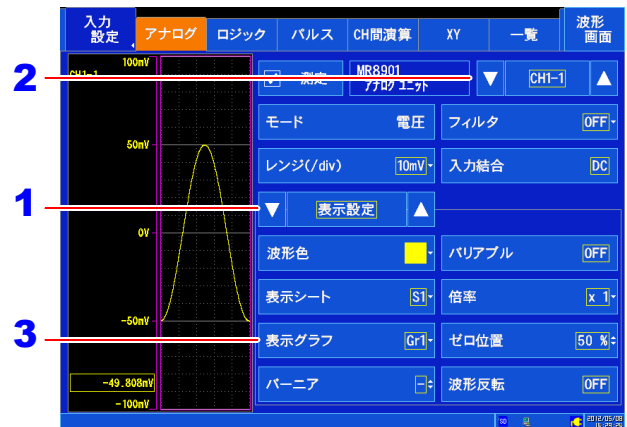 入力
設定
アナログ
ロジック
パルス
CH間演算
XY
一覧
波形
画面
100mV
CH1-1
50mV
0V
-50mV
-49.808mV
-100mV
2
測定
MR8901
アナログ ユニット
CH1-1
モード 電圧
フィルタ OFF
レンジ(/div) 10mV
入力結合 DC
1
表示設定
波形色
バリアブル OFF
表示シート S1
倍率 x 1
3
表示グラフ Gr1
ゼロ位置 50 %
バーニア -
波形反転 OFF
SD
2012/05/08